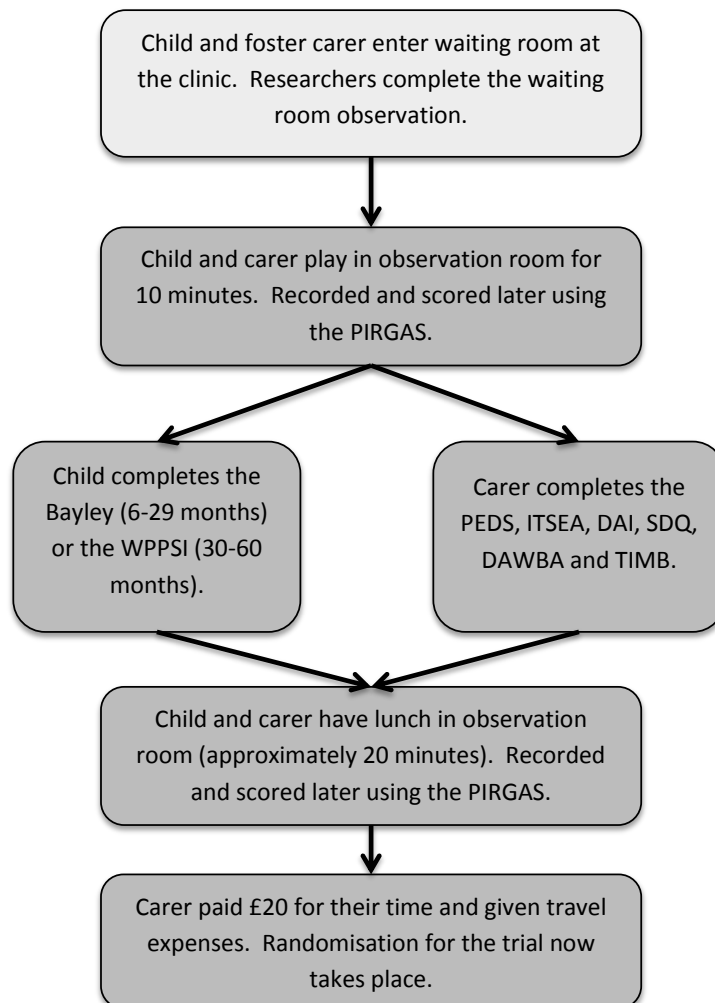 Child and foster carer enter waiting room at
the clinic.  Researchers complete the waiting
room observation.
Child and carer play in observation room for
10 minutes.  Recorded and scored later using
the PIRGAS.
Child completes the
Bayley (6-29 months)
or the WPPSI (30-60
months).
Carer completes the
PEDS, ITSEA, DAI, SDQ,
DAWBA and TIMB.
Child and carer have lunch in observation
room (approximately 20 minutes).  Recorded
and scored later using the PIRGAS.
Carer paid £20 for their time and given travel
expenses.  Randomisation for the trial now
takes place.